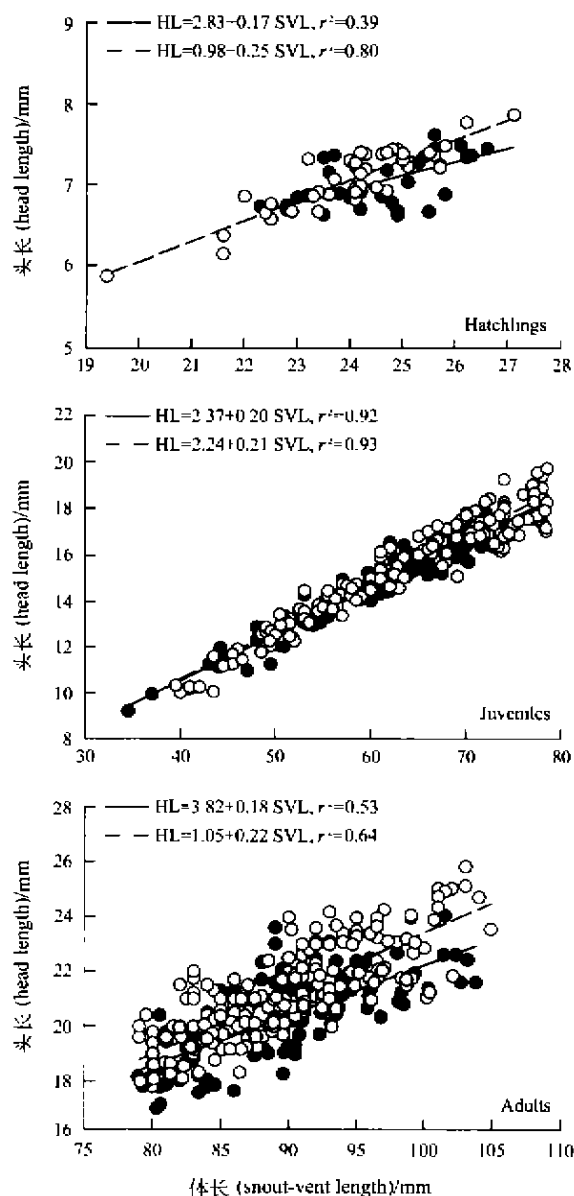 9
HL=2.83-0.17 SVL, r²=0.39
HL=0.98-0.25 SVL, r²=0.80
8
7
6
5
头长 (head length)/mm
Hatchlings
19 20 21 22 23 24 25 26 27 28
22
HL=2.37+0.20 SVL, r²=0.92
HL=2.24+0.21 SVL, r²=0.93
20
18
16
14
12
10
8
头长 (head length)/mm
Juveniles
30 40 50 60 70 80
28
HL=3.82+0.18 SVL, r²=0.53
HL=1.05+0.22 SVL, r²=0.64
26
24
22
20
18
16
头长 (head length)/mm
Adults
75 80 85 90 95 100 105 110
体长 (snout-vent length)/mm